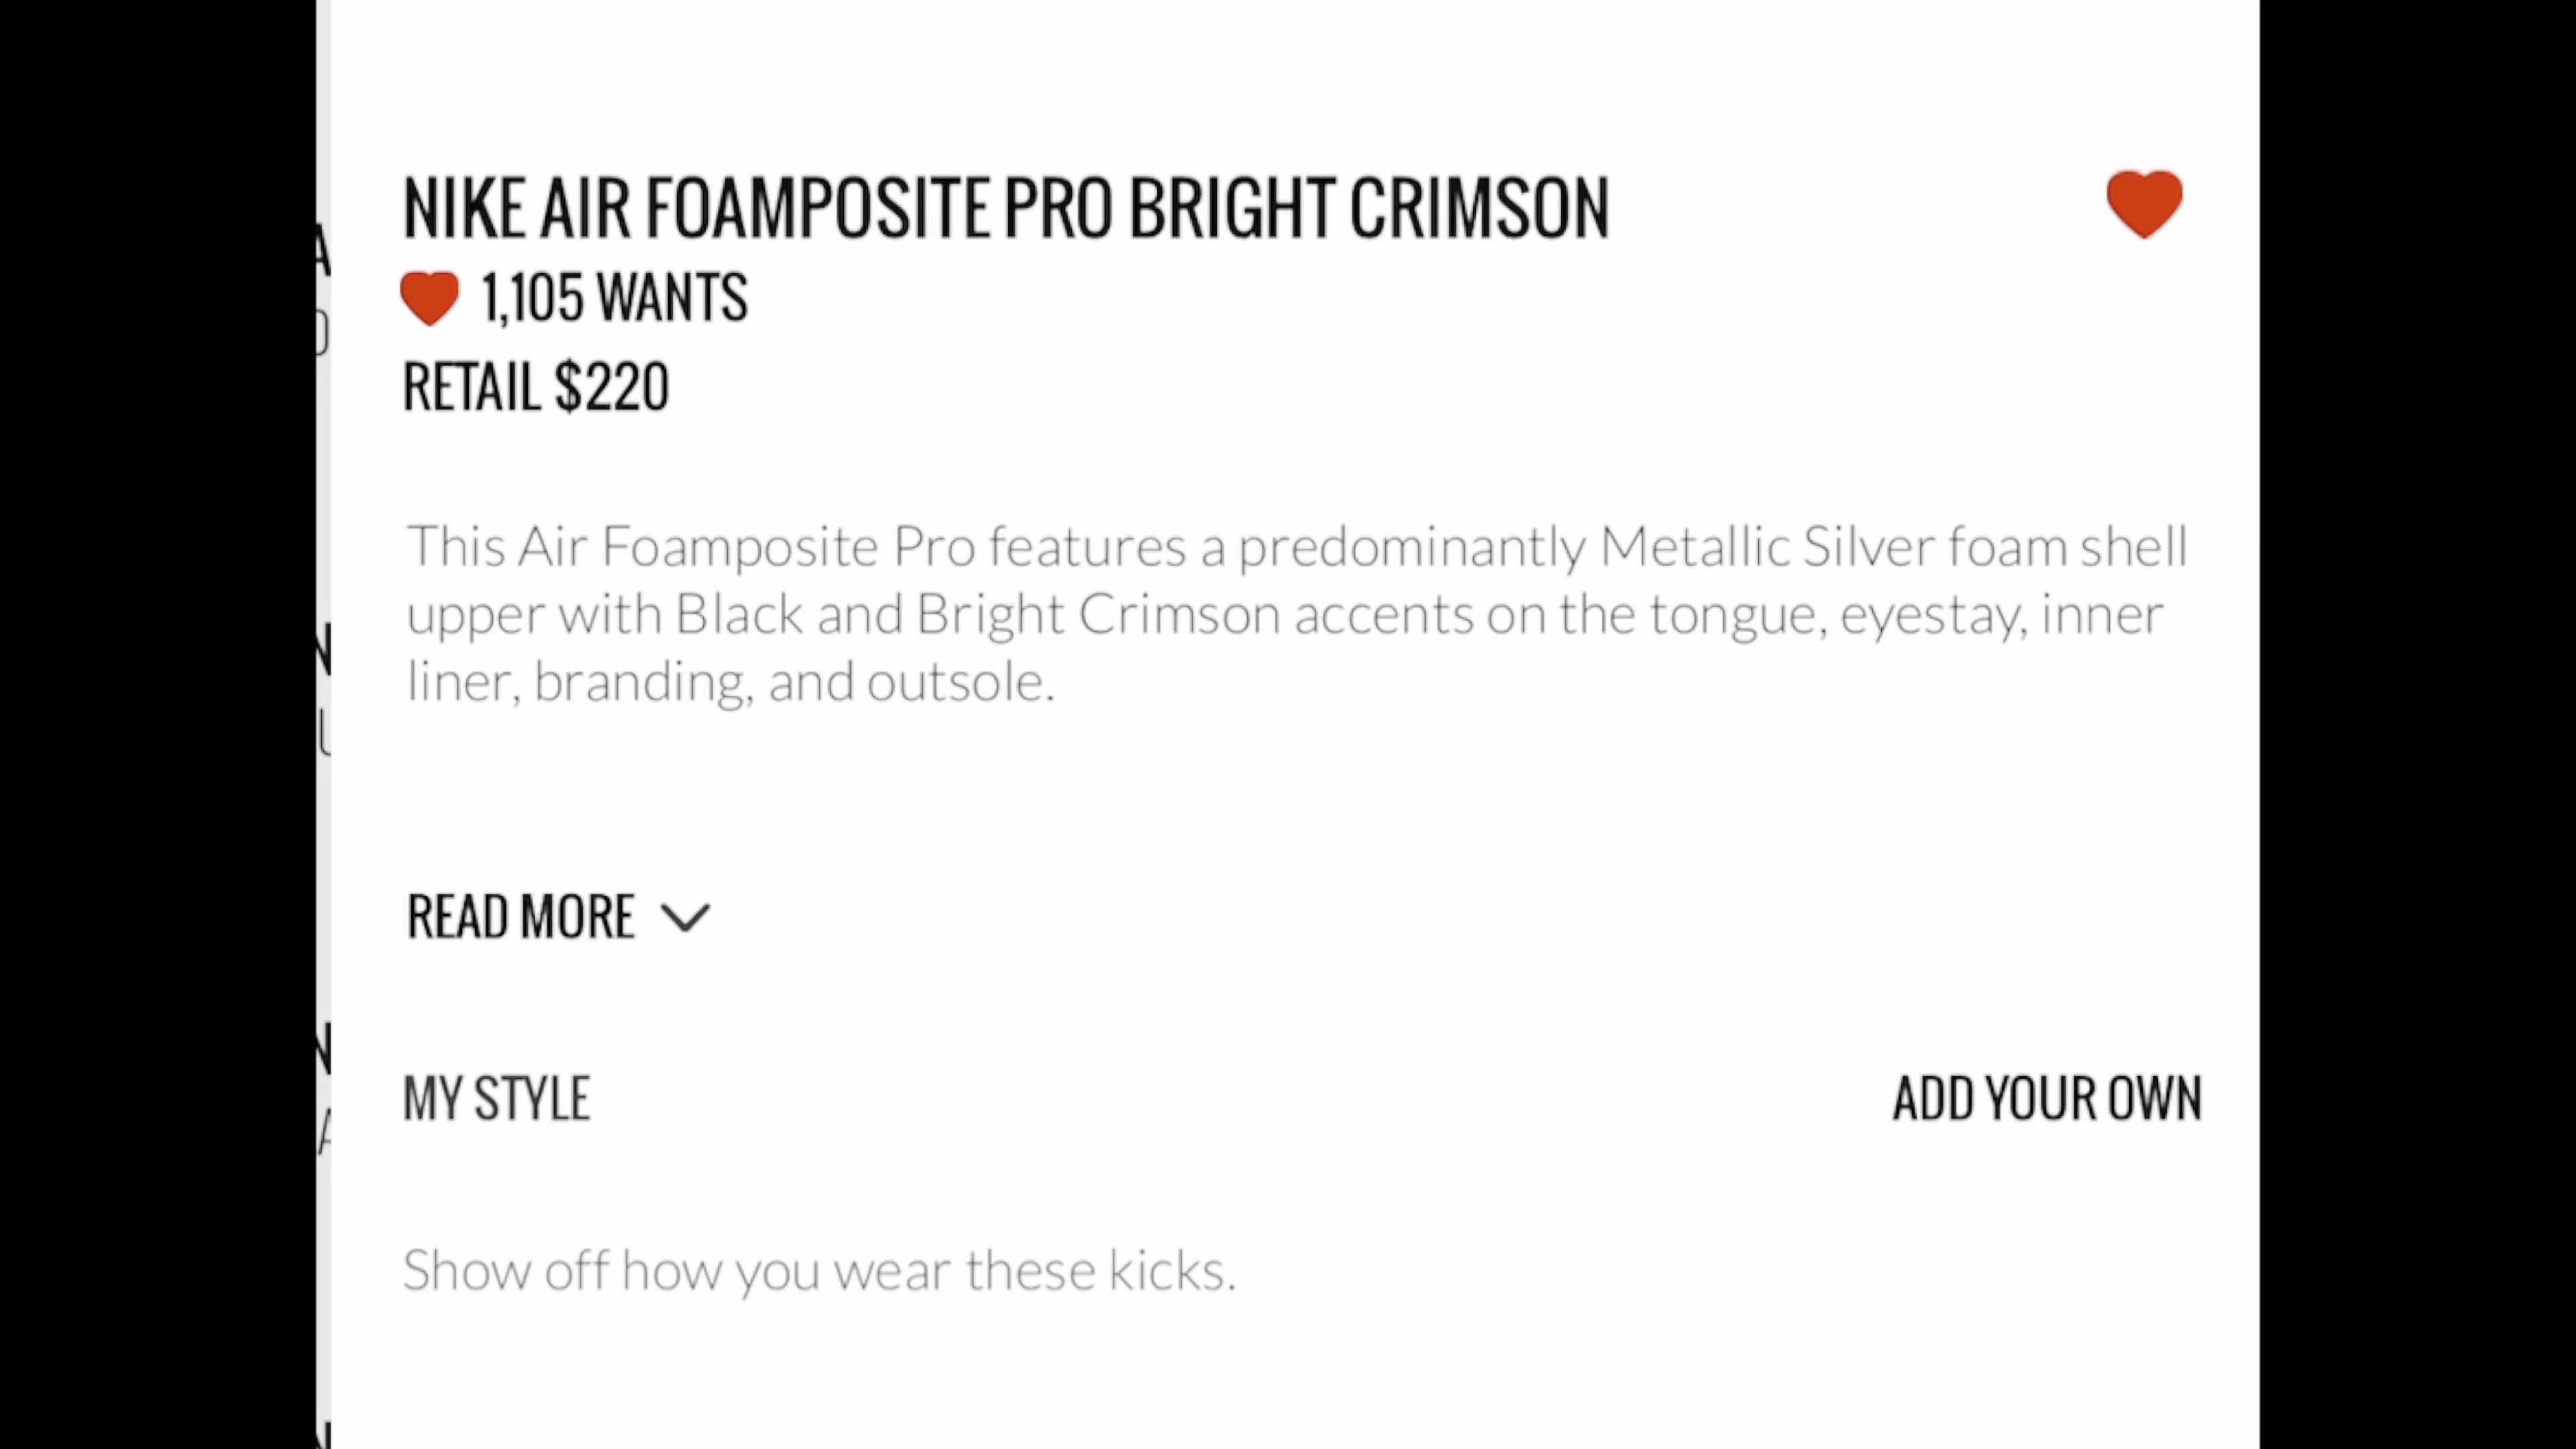 NIKE AIR FOAMPOSITE PRO BRIGHT CRIMSON
1,105 WANTS
RETAIL $220
This Air Foamposite Pro features a predominantly Metallic Silver foam shell
upper with Black and Bright Crimson accents on the tongue, eyestay, inner
liner, branding, and outsole.
READ MORE
MY STYLE
ADD YOUR OWN
Show off how you wear these kicks.